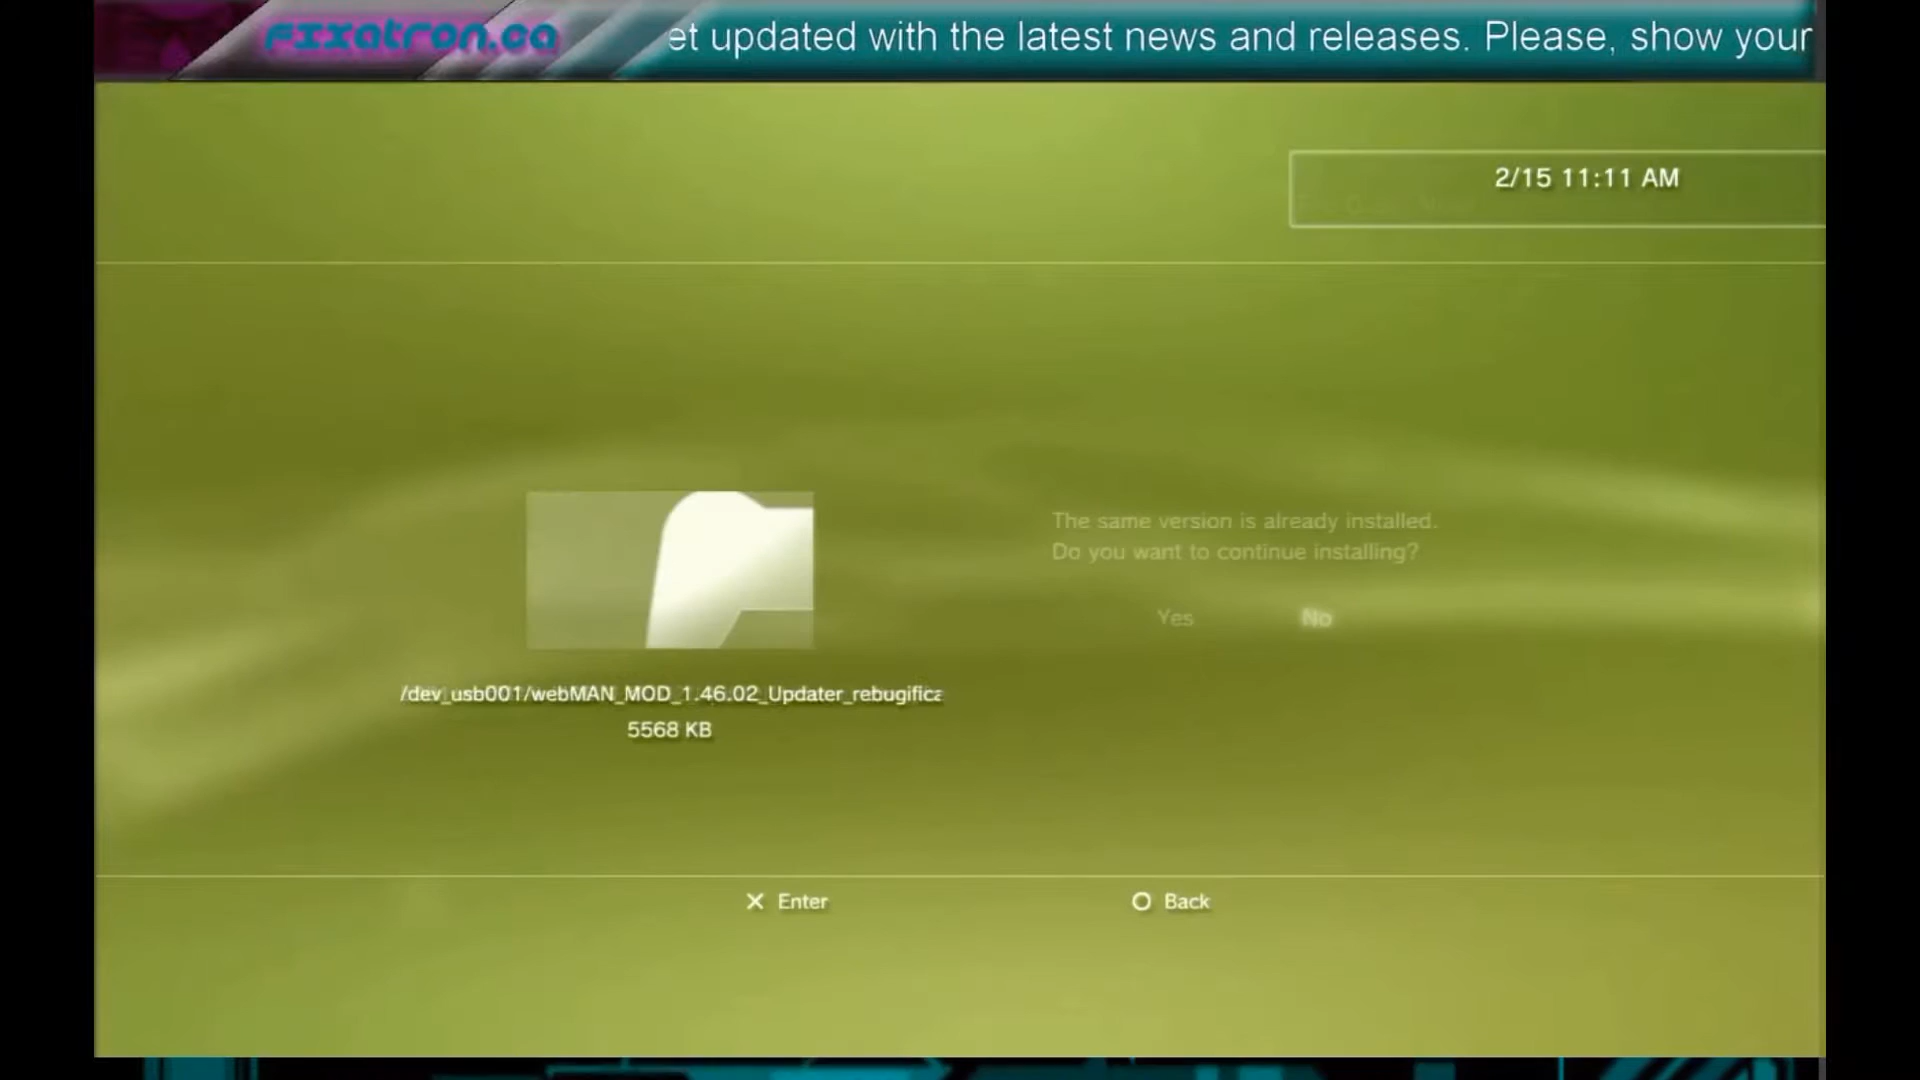 fixatron.ca
et updated with the latest news and releases. Please, show your
2/15 11:11 AM
The same version is already installed.
Do you want to continue installing?
Yes No
/dev_usb001/webMAN_MOD_1.46.02_Updater_rebugifica
5568 KB
Enter
Back